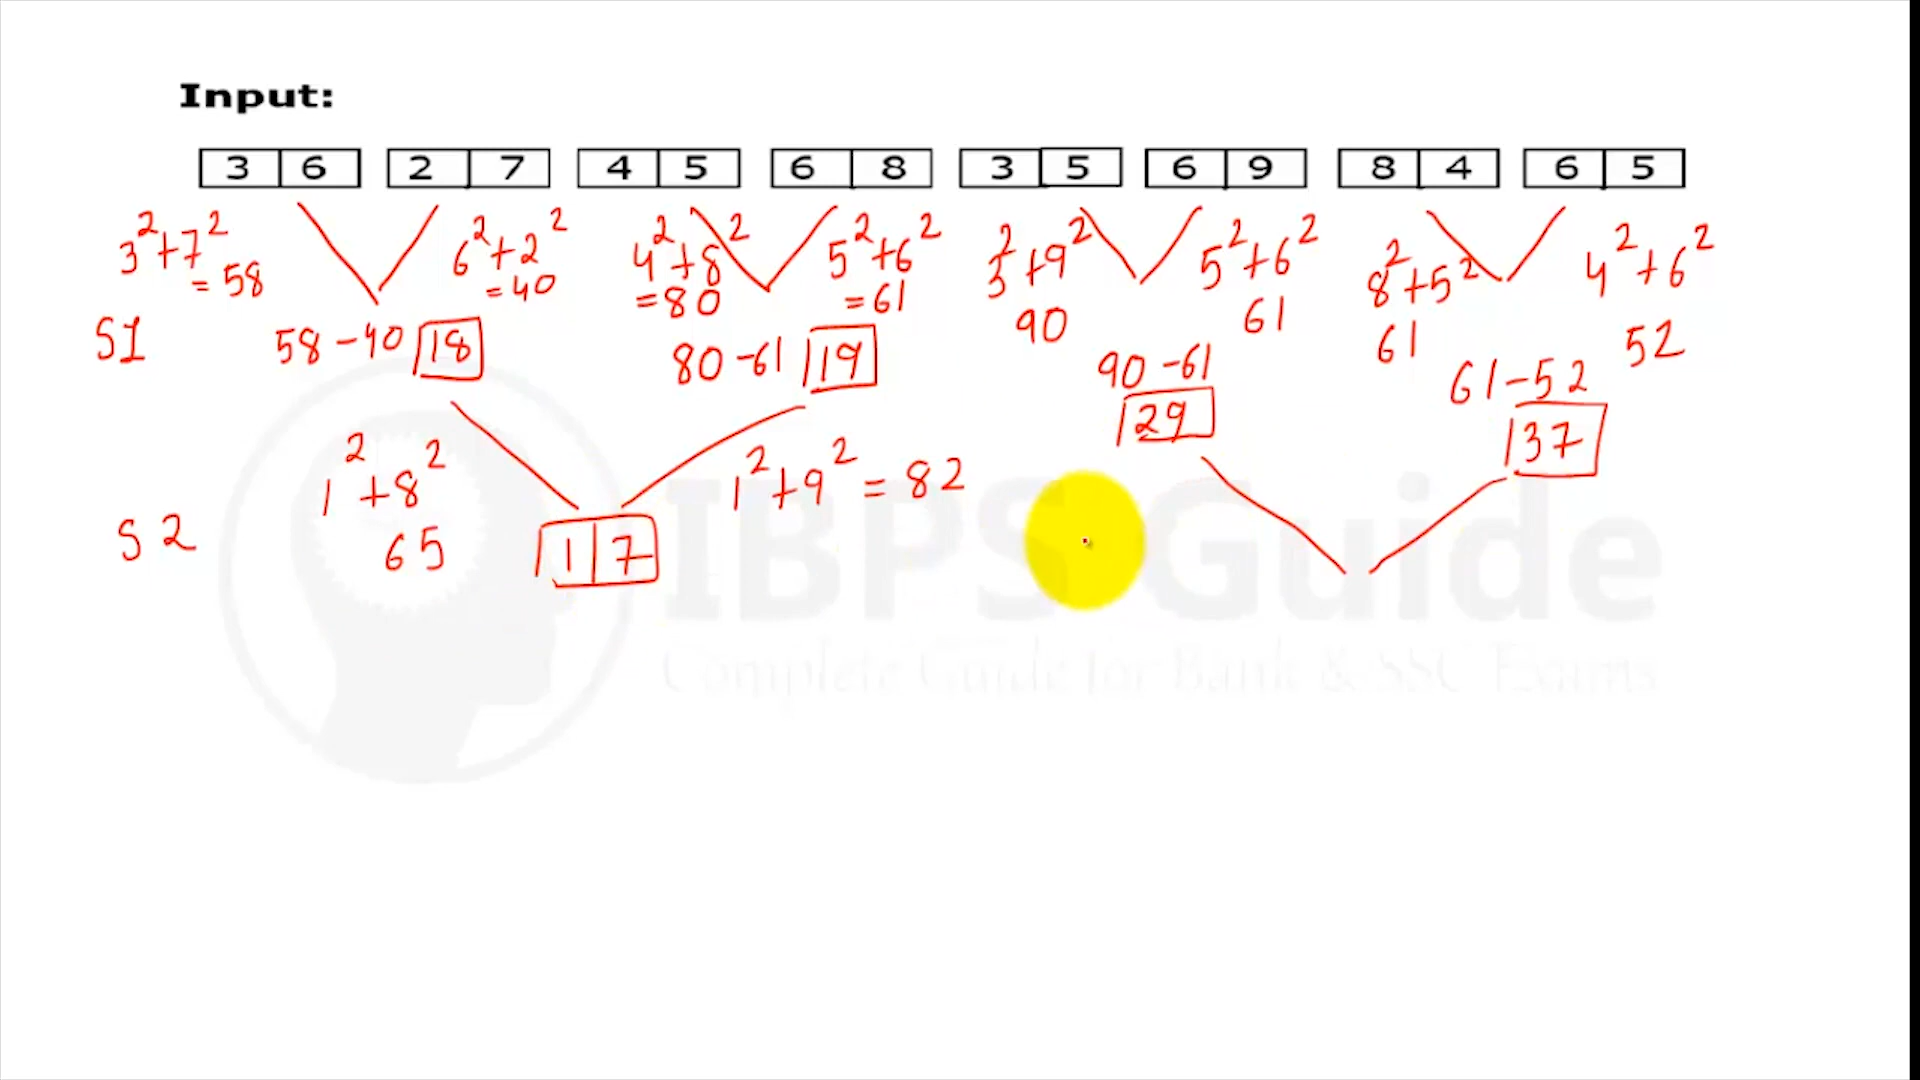 Input:
3 6 2 7 4 5 6 8 3 5 6 9 8 4 6 5
3²+7² = 58
6²+2² = 40
4²+8² = 80
5²+6² = 61
3²+9²
90
5²+6²
61
8²+5²
61
4²+6²
52
S1
58-40 18
80-61 19
90-61
29
61-52
37
1²+8²
65
1²+9² = 82
S2
1 7
IBPS Guide
- Complete Guide for Bank & SSC Exams